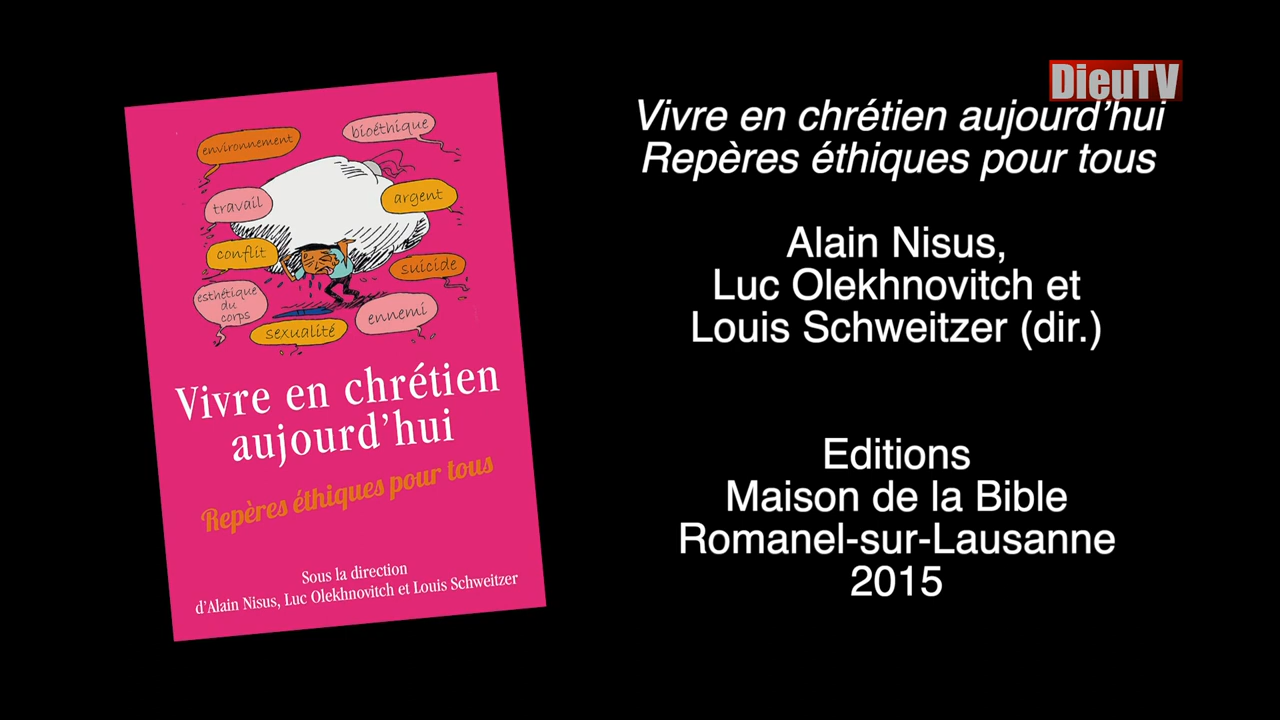 environnement
bioéthique
travail
argent
conflit
suicide
esthétique
du
corps
ennemi
sexualité
Vivre en chrétien
aujourd'hui
Repères éthiques pour tous
Sous la direction
d'Alain Nisus, Luc Olekhnovitch et Louis Schweitzer
DieuTV
Vivre en chrétien aujourd'hui
Repères éthiques pour tous
Alain Nisus,
Luc Olekhnovitch et
Louis Schweitzer (dir.)
Editions
Maison de la Bible
Romanel-sur-Lausanne
2015